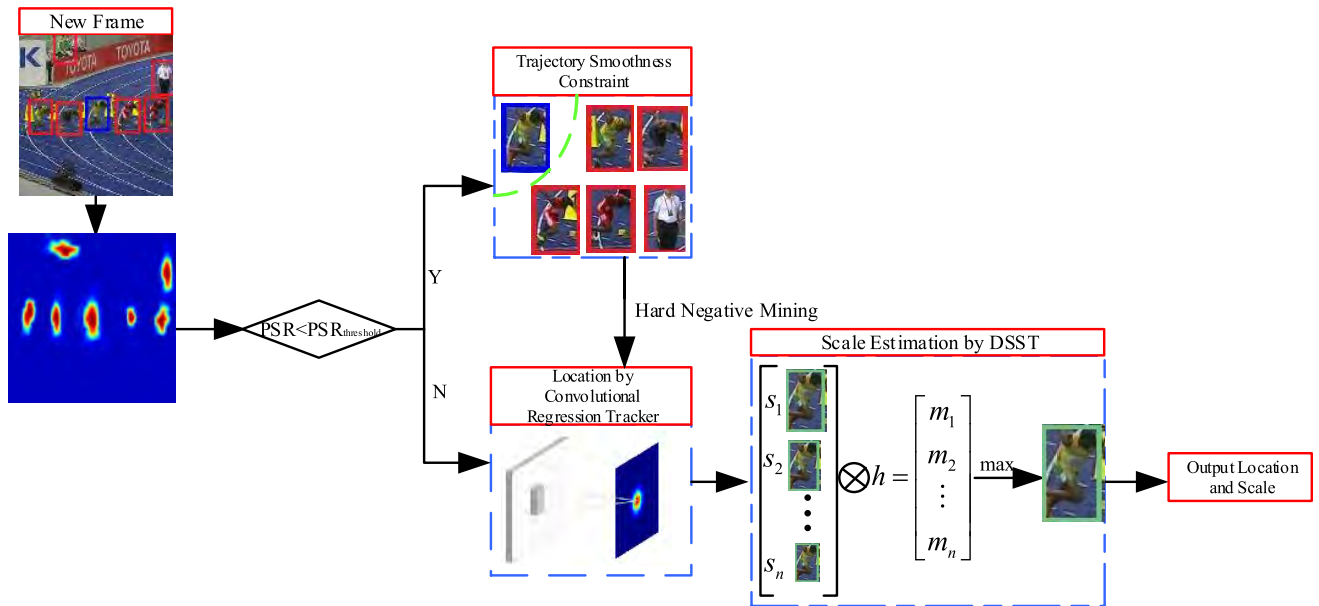 New Frame
K
TOYOTA
TOYOTA
Trajectory Smoothness
Constraint
Y
PSR<PSRthreshold
Hard Negative Mining
N
Location by
Convolutional
Regression Tracker
Scale Estimation by DSST
s1
s2
sn
⊗h=
m1
m2
⋮
mn
max
Output Location
and Scale